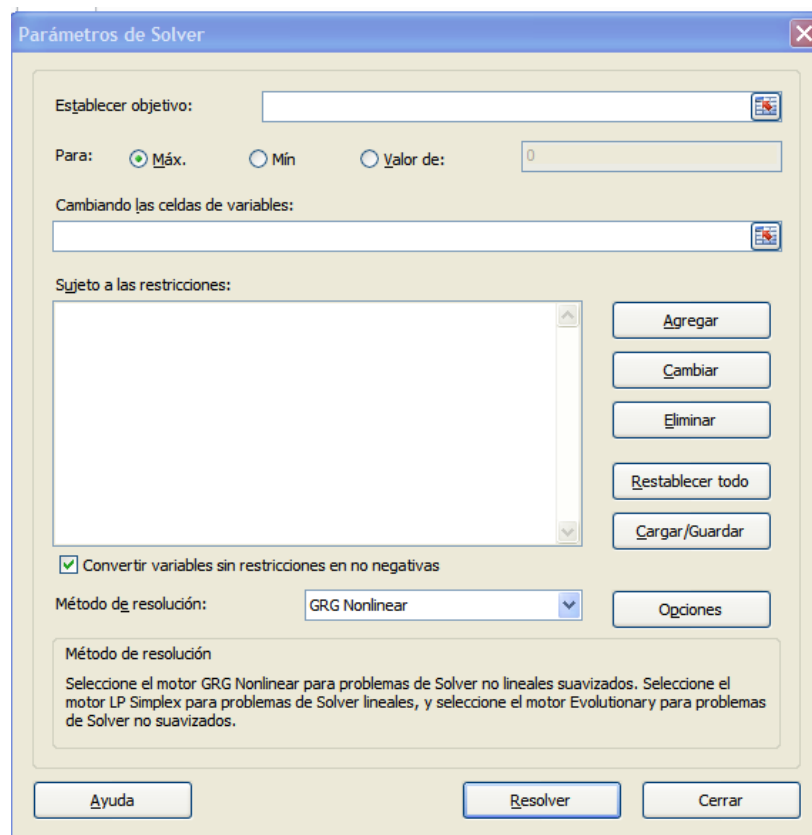 Parámetros de Solver
Establecer objetivo:
Para: Máx. Mín Valor de: 0
Cambiando las celdas de variables:
Sujeto a las restricciones:
Agregar
Cambiar
Eliminar
Restablecer todo
Cargar/Guardar
Convertir variables sin restricciones en no negativas
Método de resolución: GRG Nonlinear Opciones
Método de resolución
Seleccione el motor GRG Nonlinear para problemas de Solver no lineales suavizados. Seleccione el
motor LP Simplex para problemas de Solver lineales, y seleccione el motor Evolutionary para problemas
de Solver no suavizados.
Ayuda Resolver Cerrar